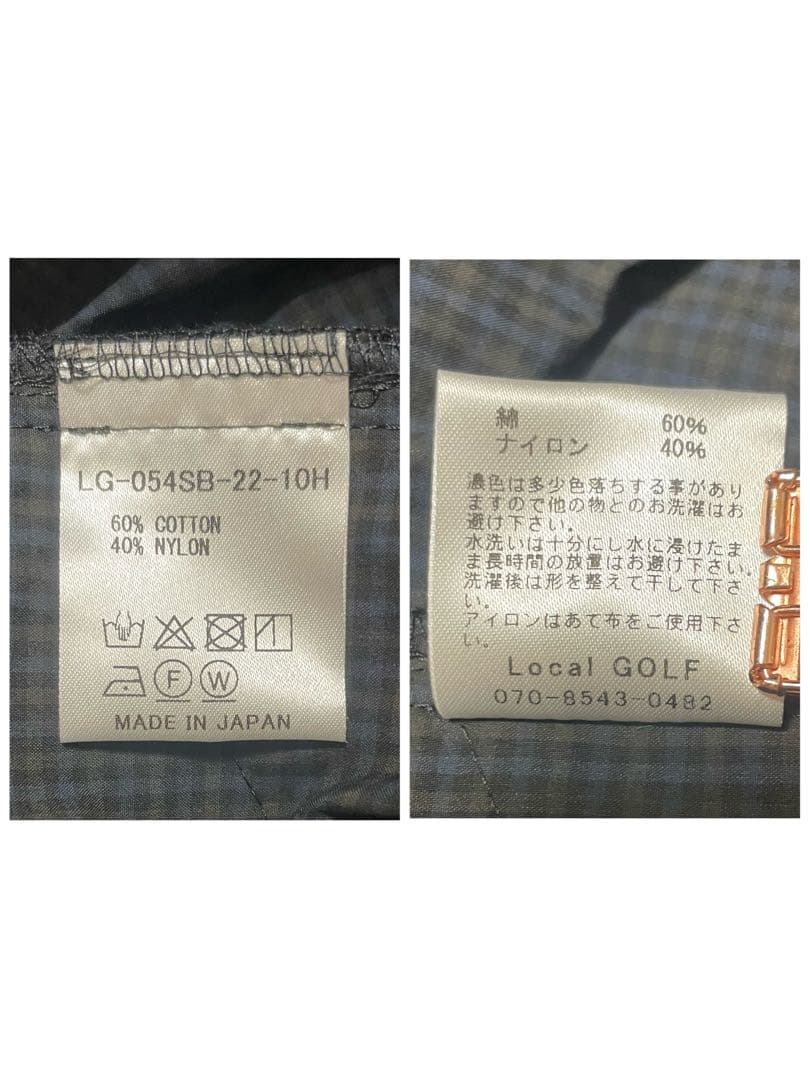 LG-054SB-22-10H
60% COTTON
40% NYLON
F W
MADE IN JAPAN
綿 60%
ナイロン 40%
濃色は多少色落ちする事があり
ますので他の物とのお洗濯はお
避け下さい。
水洗いは十分にし水に浸けたま
ま長時間の放置はお避け下さい。
洗濯後は形を整えて干して下さ
い。
アイロンはあて布をご使用下さ
い。
Local GOLF
070-8543-0482